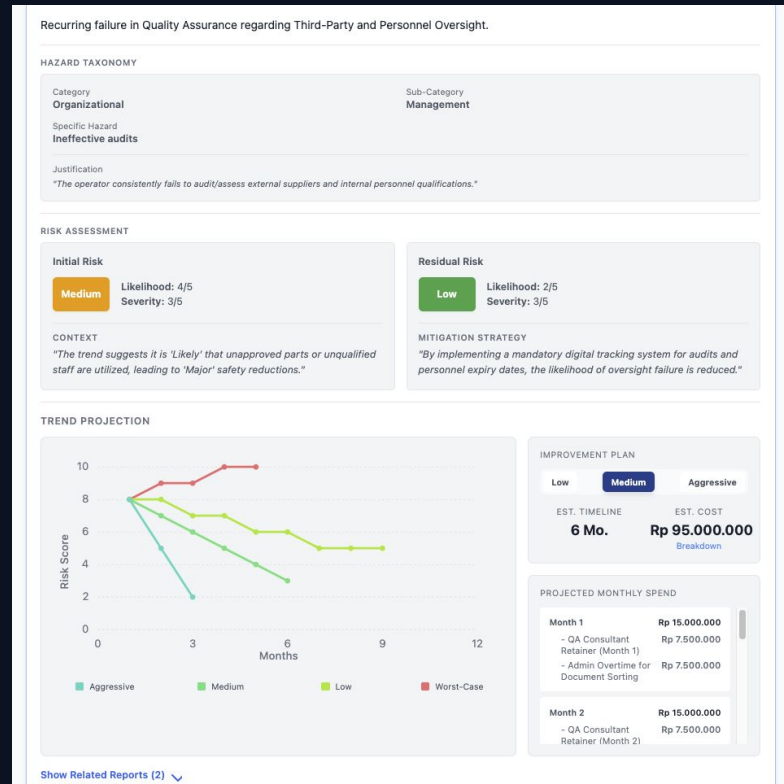 Recurring failure in Quality Assurance regarding Third-Party and Personnel Oversight.
HAZARD TAXONOMY
Category
Organizational
Sub-Category
Management
Specific Hazard
Ineffective audits
Justification
"The operator consistently fails to audit/assess external suppliers and internal personnel qualifications."
RISK ASSESSMENT
Initial Risk
Medium
Likelihood: 4/5
Severity: 3/5
CONTEXT
"The trend suggests it is 'Likely' that unapproved parts or unqualified
staff are utilized, leading to 'Major' safety reductions."
Residual Risk
Low
Likelihood: 2/5
Severity: 3/5
MITIGATION STRATEGY
"By implementing a mandatory digital tracking system for audits and
personnel expiry dates, the likelihood of oversight failure is reduced."
TREND PROJECTION
10
8
6
4
2
0
Risk Score
0 3 6 9 12
Months
Aggressive Medium Low Worst-Case
IMPROVEMENT PLAN
Low Medium Aggressive
EST. TIMELINE
6 Mo.
EST. COST
Rp 95.000.000
Breakdown
PROJECTED MONTHLY SPEND
Month 1 Rp 15.000.000
- QA Consultant Rp 7.500.000
Retainer (Month 1)
- Admin Overtime for Rp 7.500.000
Document Sorting
Month 2 Rp 15.000.000
- QA Consultant Rp 7.500.000
Retainer (Month 2)
Show Related Reports (2)